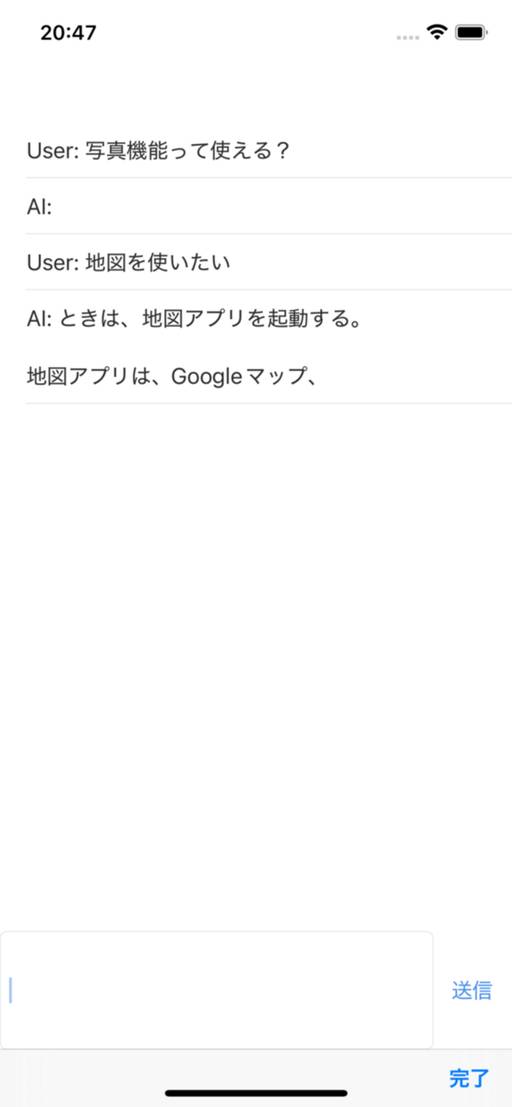 20:47
User: 写真機能って使える？
AI:
User: 地図を使いたい
AI: ときは、地図アプリを起動する。
地図アプリは、Googleマップ、
送信
完了